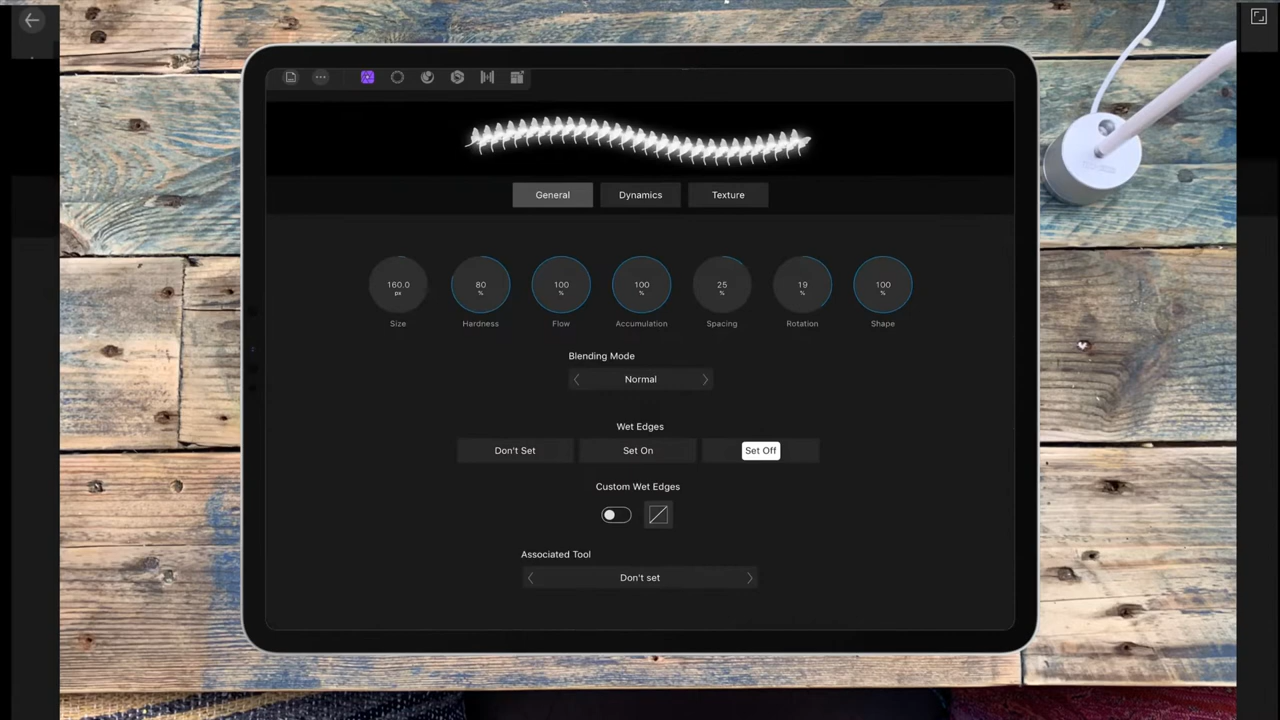 General Dynamics Texture
160.0 80 100 100 25 19 100
px % % % % % %
Size Hardness Flow Accumulation Spacing Rotation Shape
Blending Mode
Normal
Wet Edges
Don't Set Set On Set Off
Custom Wet Edges
Associated Tool
Don't set